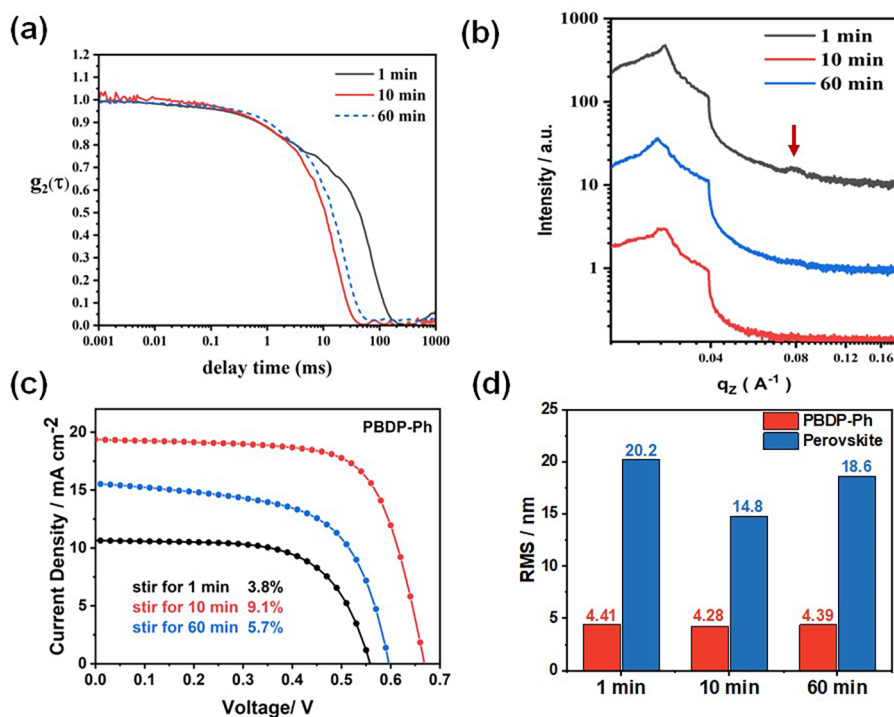 (a)
1.2
1.1
1.0
0.9
0.8
0.7
0.6
0.5
0.4
0.3
0.2
0.1
0.0
g₂(τ)
1 min
10 min
60 min
0.001
0.01
0.1
1
10
100
1000
delay time (ms)
(b)
1000
100
10
1
Intensity / a.u.
1 min
10 min
60 min
0.04
0.08
0.12
0.16
q_Z ( A⁻¹)
(c)
20
15
10
5
0
Current Density / mA cm⁻²
PBDP-Ph
stir for 1 min 3.8%
stir for 10 min 9.1%
stir for 60 min 5.7%
0.0
0.1
0.2
0.3
0.4
0.5
0.6
0.7
Voltage/ V
(d)
25
20
15
10
5
0
RMS / nm
PBDP-Ph
Perovskite
4.41
20.2
4.28
14.8
4.39
18.6
1 min
10 min
60 min